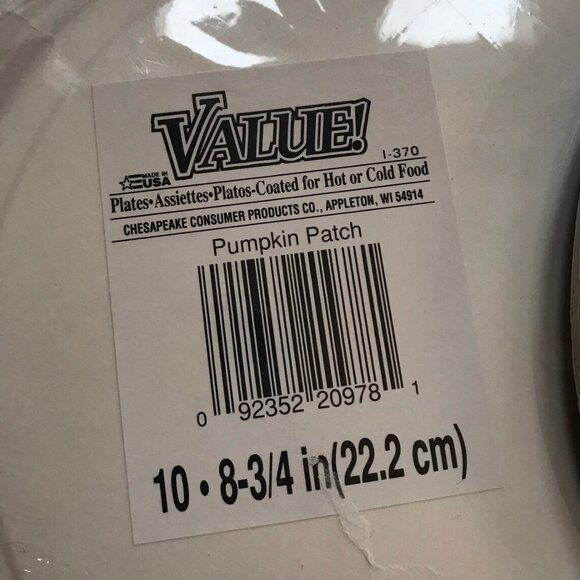 VALUE!
I-370
MADE IN
USA
Plates•Assiettes•Platos-Coated for Hot or Cold Food
CHESAPEAKE CONSUMER PRODUCTS CO., APPLETON, WI 54914
Pumpkin Patch
0 92352 20978 1
10 • 8-3/4 in(22.2 cm)